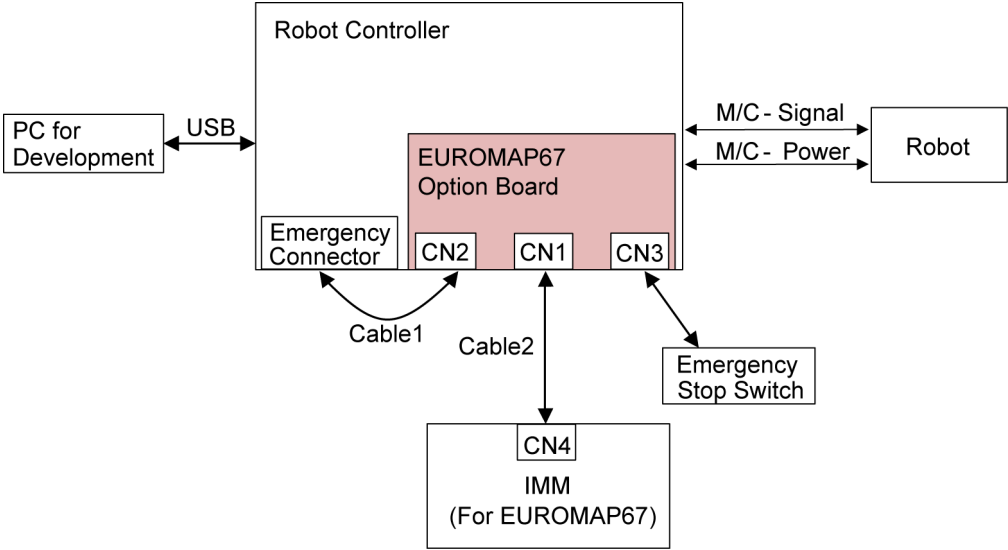 Robot Controller
PC for
Development
USB
M/C - Signal
M/C - Power
Robot
EUROMAP67
Option Board
Emergency
Connector
CN2
CN1
CN3
Cable1
Cable2
Emergency
Stop Switch
CN4
IMM
(For EUROMAP67)